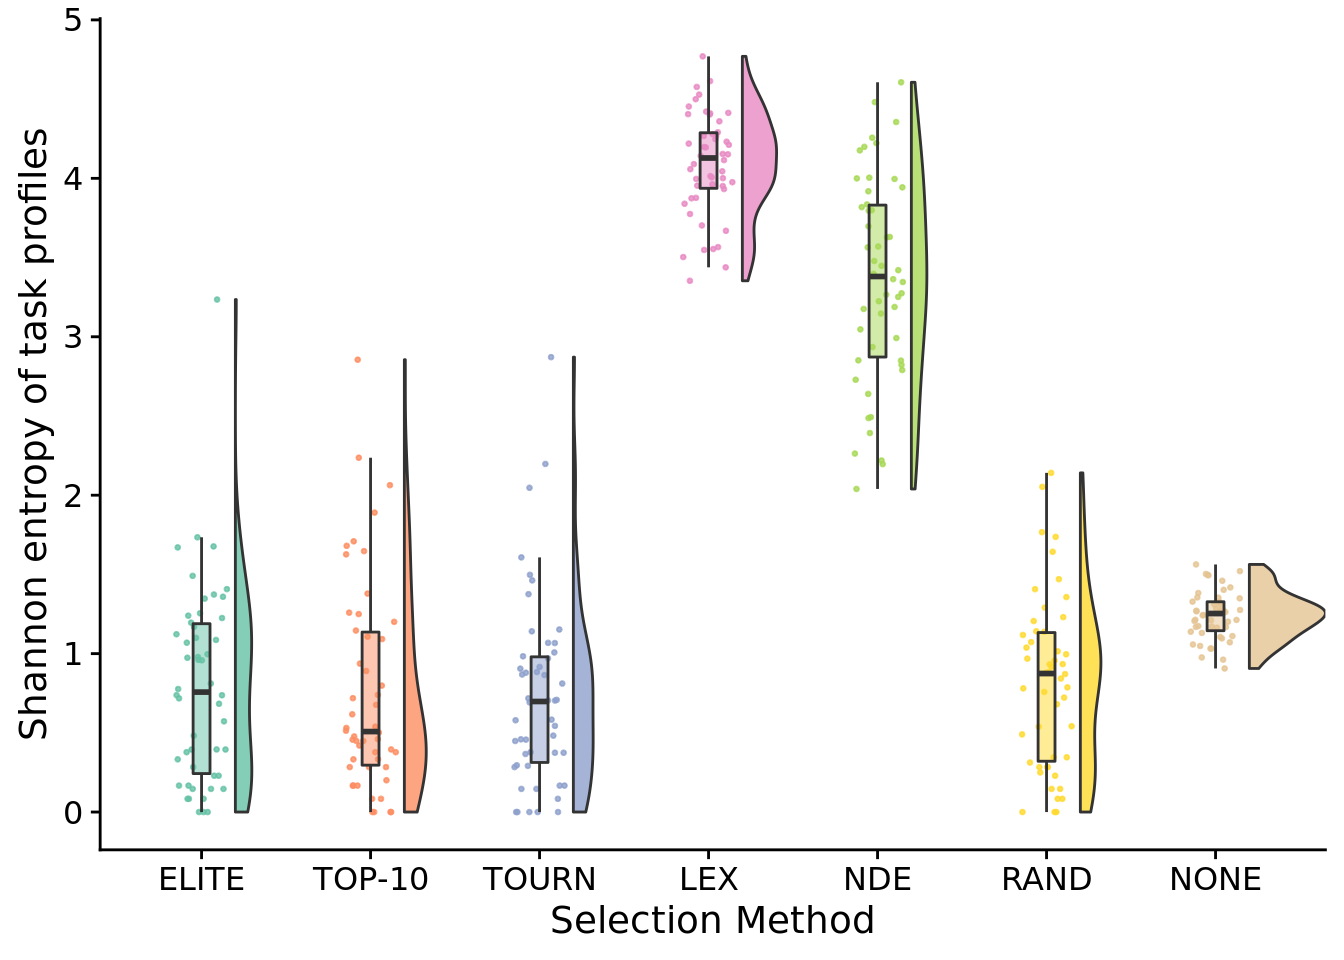 Shannon entropy of task profiles
5
4
3
2
1
0
ELITE TOP-10 TOURN LEX NDE RAND NONE
Selection Method